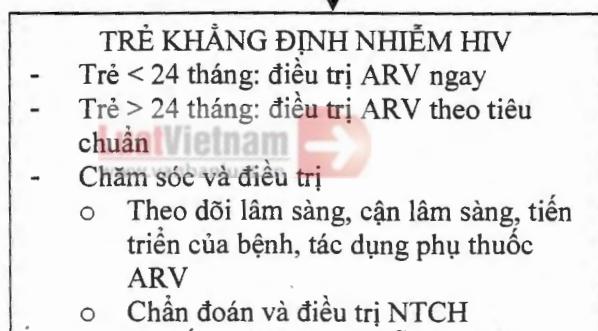 TRẺ KHẲNG ĐỊNH NHIỄM HIV
- Trẻ < 24 tháng: điều trị ARV ngay
- Trẻ > 24 tháng: điều trị ARV theo tiêu
chuẩn
LuatVietnam
- Chăm sóc và điều trị
o Theo dõi lâm sàng, cận lâm sàng, tiến
triển của bệnh, tác dụng phụ thuốc
ARV
o Chẩn đoán và điều trị NTCH